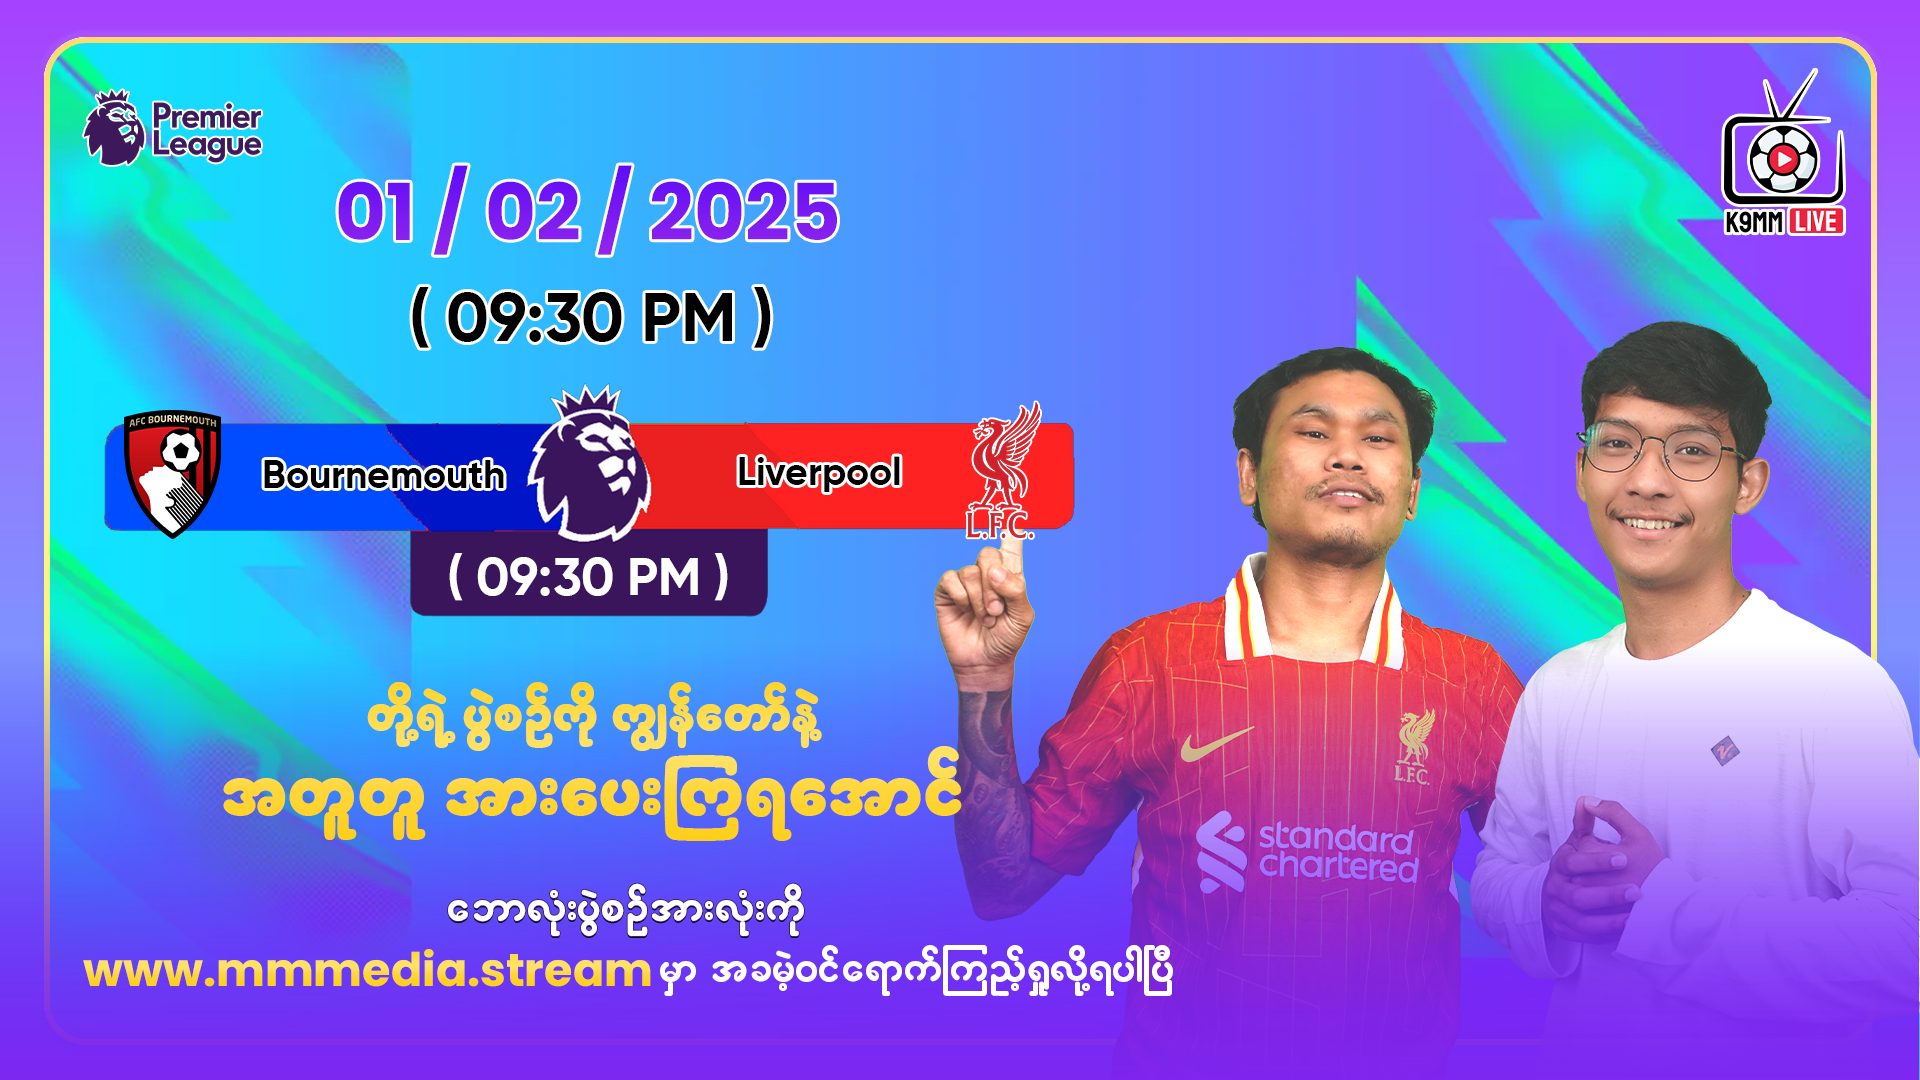 Premier
League
K9MM LIVE
01 / 02 / 2025
( 09:30 PM )
AFC BOURNEMOUTH
Bournemouth
Liverpool
L.F.C.
( 09:30 PM )
တို့ရဲ့ ပွဲစဉ်ကို ကျွန်တော်နဲ့
အတူတူ အားပေးကြရအောင်
L.F.C.
standard
chartered
ဘောလုံးပွဲစဉ်အားလုံးကို
www.mmmedia.stream မှာ အခမဲ့ဝင်ရောက်ကြည့်ရှုလို့ရပါပြီ